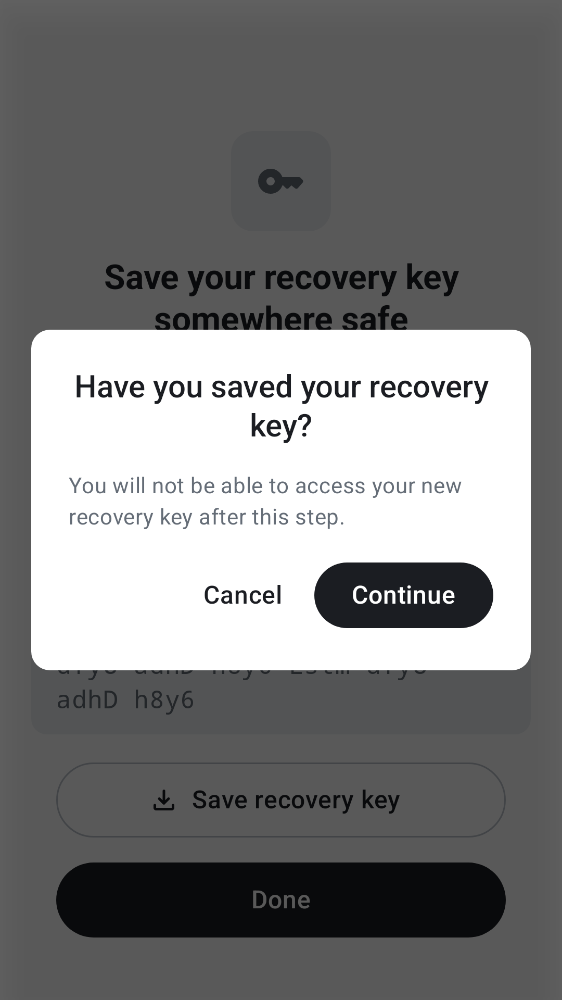 Save your recovery key
somewhere safe
Have you saved your recovery
key?
You will not be able to access your new
recovery key after this step.
Cancel
Continue
adhD h8y6
Save recovery key
Done